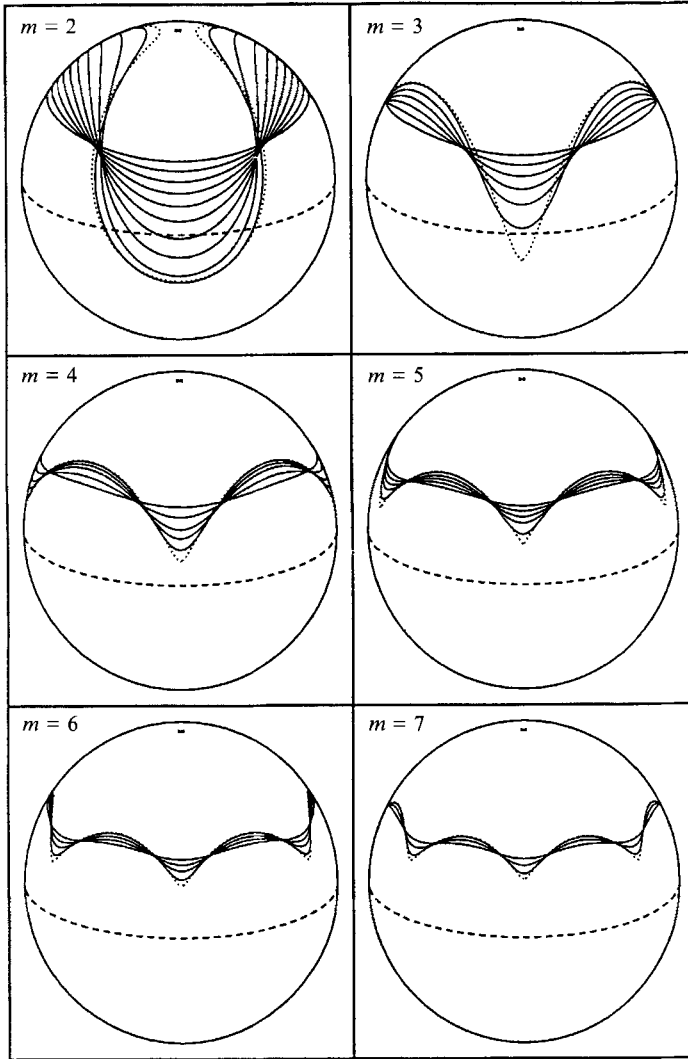 m = 2
m = 3
m = 4
m = 5
m = 6
m = 7